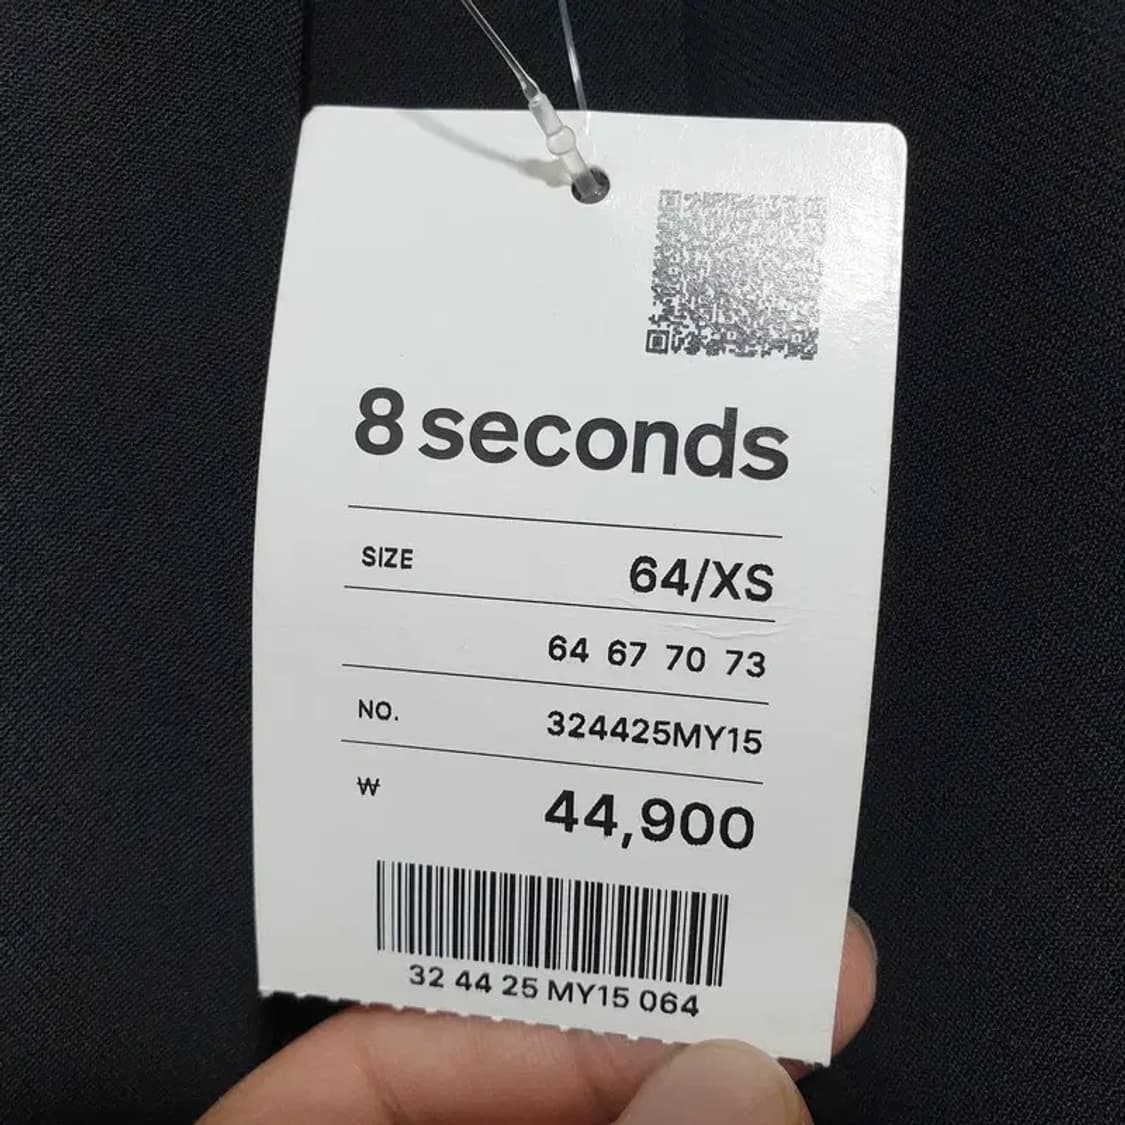 8 seconds
SIZE 64/XS
64 67 70 73
NO. 324425MY15
₩ 44,900
32 44 25 MY15 064